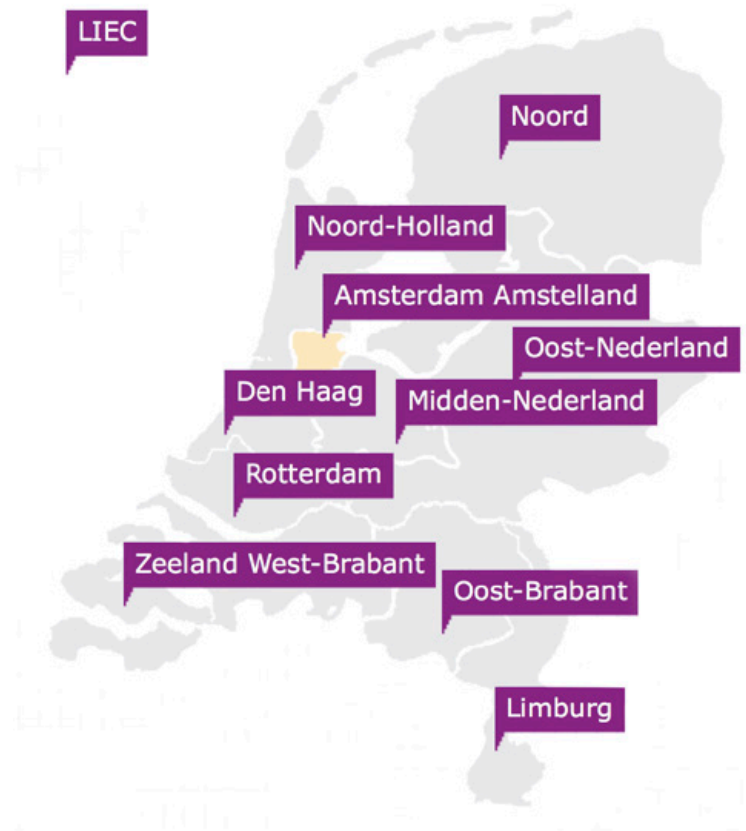 LIEC
Noord
Noord-Holland
Amsterdam Amstelland
Oost-Nederland
Den Haag
Midden-Nederland
Rotterdam
Zeeland West-Brabant
Oost-Brabant
Limburg